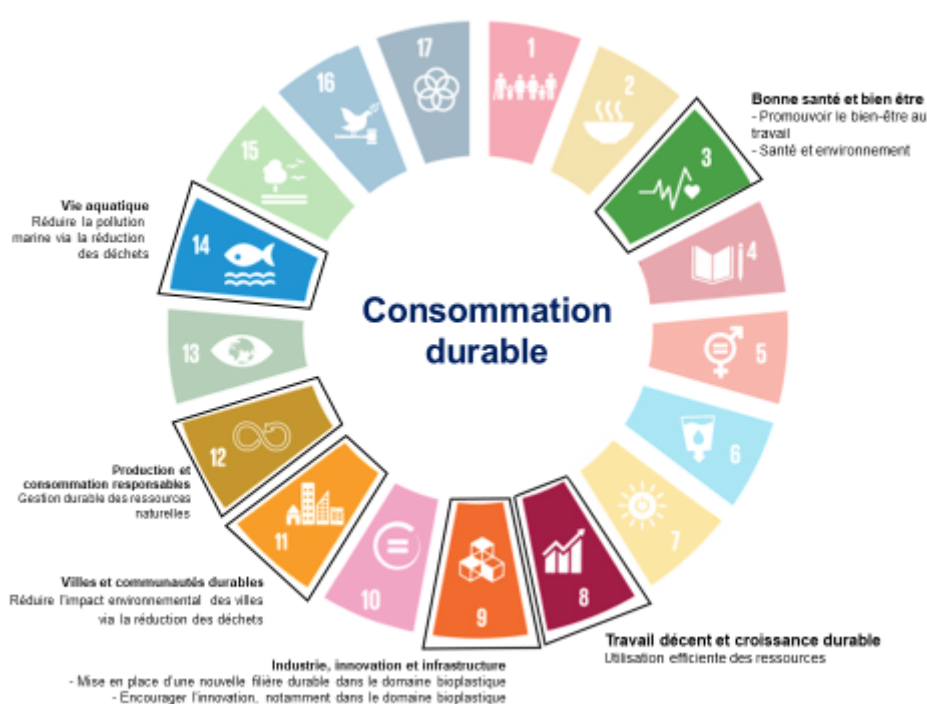 17
1
16
2
15
3
Bonne santé et bien être
- Promouvoir le bien-être au
travail
- Santé et environnement
Vie aquatique
Réduire la pollution
marine via la réduction
des déchets
14
4
Consommation
durable
13
5
12
6
Production et
consommation responsables
Gestion durable des ressources
naturelles
11
7
10
9
8
Villes et communautés durables
Réduire l'impact environnemental des villes
via la réduction des déchets
Travail décent et croissance durable
Utilisation efficiente des ressources
Industrie, innovation et infrastructure
- Mise en place d'une nouvelle filière durable dans le domaine bioplastique
- Encourager l'innovation, notamment dans le domaine bioplastique